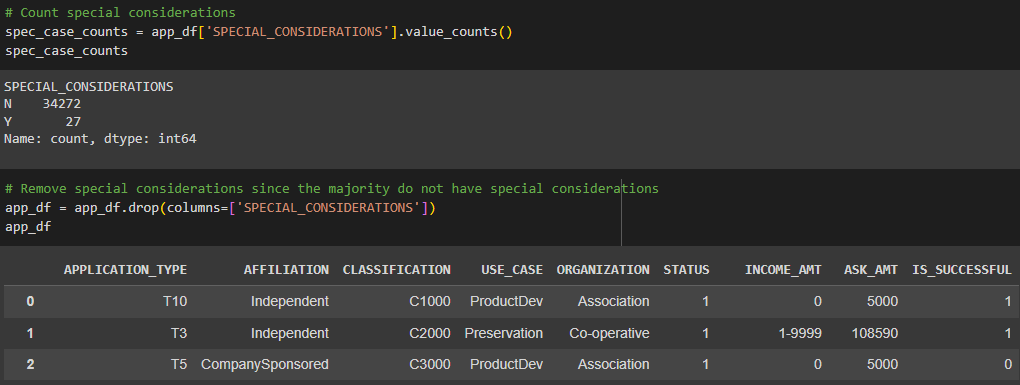 # Count special considerations
spec_case_counts = app_df['SPECIAL_CONSIDERATIONS'].value_counts()
spec_case_counts
SPECIAL_CONSIDERATIONS
N    34272
Y       27
Name: count, dtype: int64
# Remove special considerations since the majority do not have special considerations
app_df = app_df.drop(columns=['SPECIAL_CONSIDERATIONS'])
app_df
APPLICATION_TYPE AFFILIATION CLASSIFICATION USE_CASE ORGANIZATION STATUS INCOME_AMT ASK_AMT IS_SUCCESSFUL
0 T10 Independent C1000 ProductDev Association 1 0 5000 1
1 T3 Independent C2000 Preservation Co-operative 1 1-9999 108590 1
2 T5 CompanySponsored C3000 ProductDev Association 1 0 5000 0